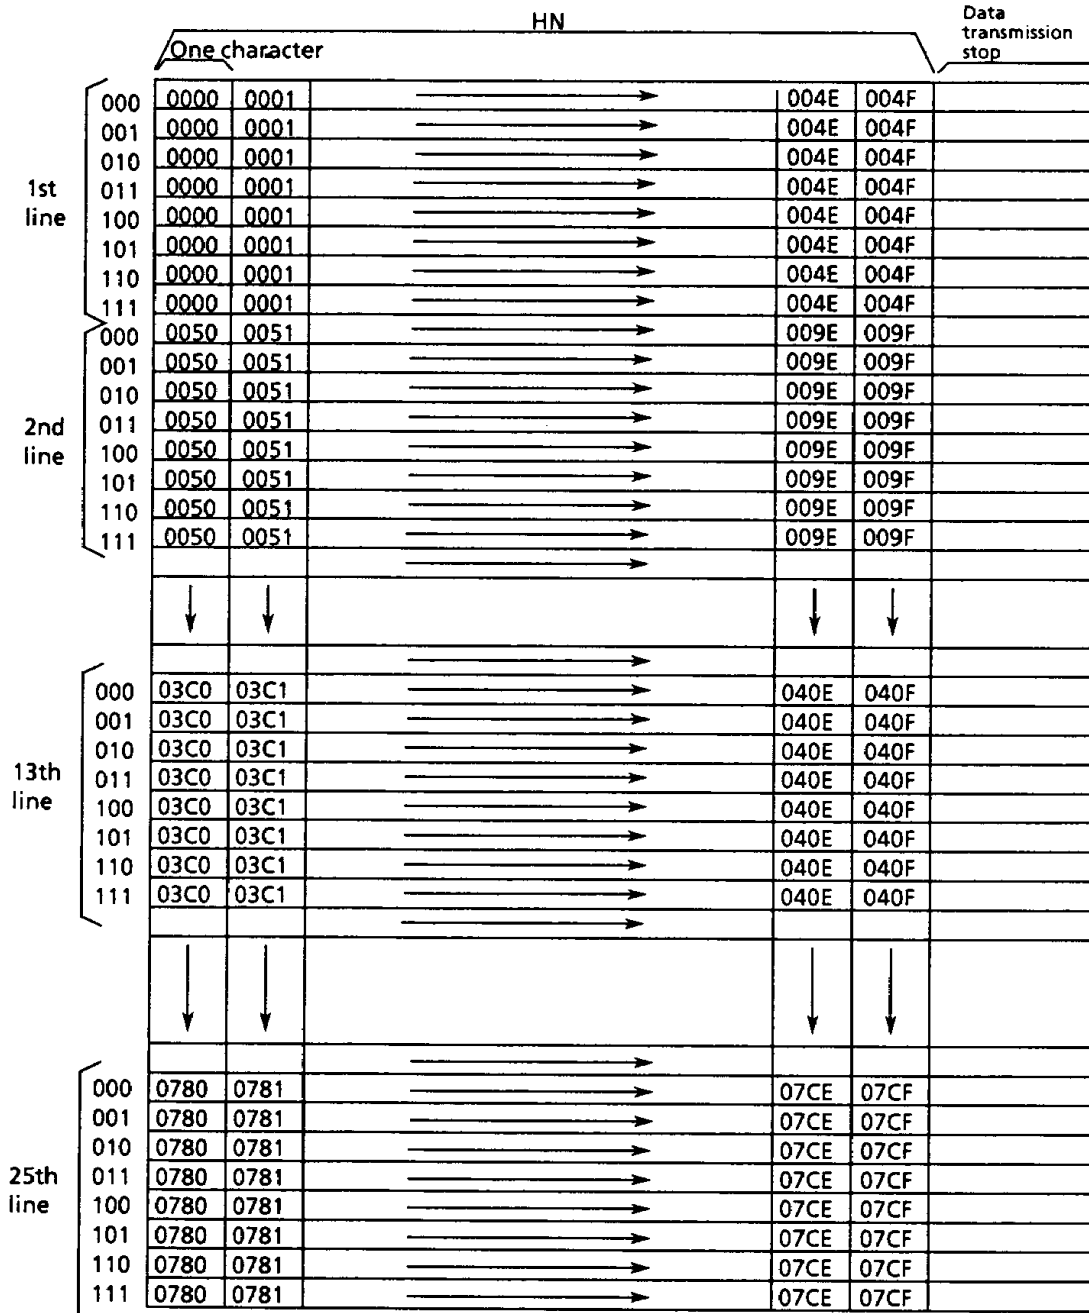 HN
Data
transmission
stop
One character
1st
line
000 0000 0001 004E 004F
001 0000 0001 004E 004F
010 0000 0001 004E 004F
011 0000 0001 004E 004F
100 0000 0001 004E 004F
101 0000 0001 004E 004F
110 0000 0001 004E 004F
111 0000 0001 004E 004F
2nd
line
000 0050 0051 009E 009F
001 0050 0051 009E 009F
010 0050 0051 009E 009F
011 0050 0051 009E 009F
100 0050 0051 009E 009F
101 0050 0051 009E 009F
110 0050 0051 009E 009F
111 0050 0051 009E 009F
13th
line
000 03C0 03C1 040E 040F
001 03C0 03C1 040E 040F
010 03C0 03C1 040E 040F
011 03C0 03C1 040E 040F
100 03C0 03C1 040E 040F
101 03C0 03C1 040E 040F
110 03C0 03C1 040E 040F
111 03C0 03C1 040E 040F
25th
line
000 0780 0781 07CE 07CF
001 0780 0781 07CE 07CF
010 0780 0781 07CE 07CF
011 0780 0781 07CE 07CF
100 0780 0781 07CE 07CF
101 0780 0781 07CE 07CF
110 0780 0781 07CE 07CF
111 0780 0781 07CE 07CF